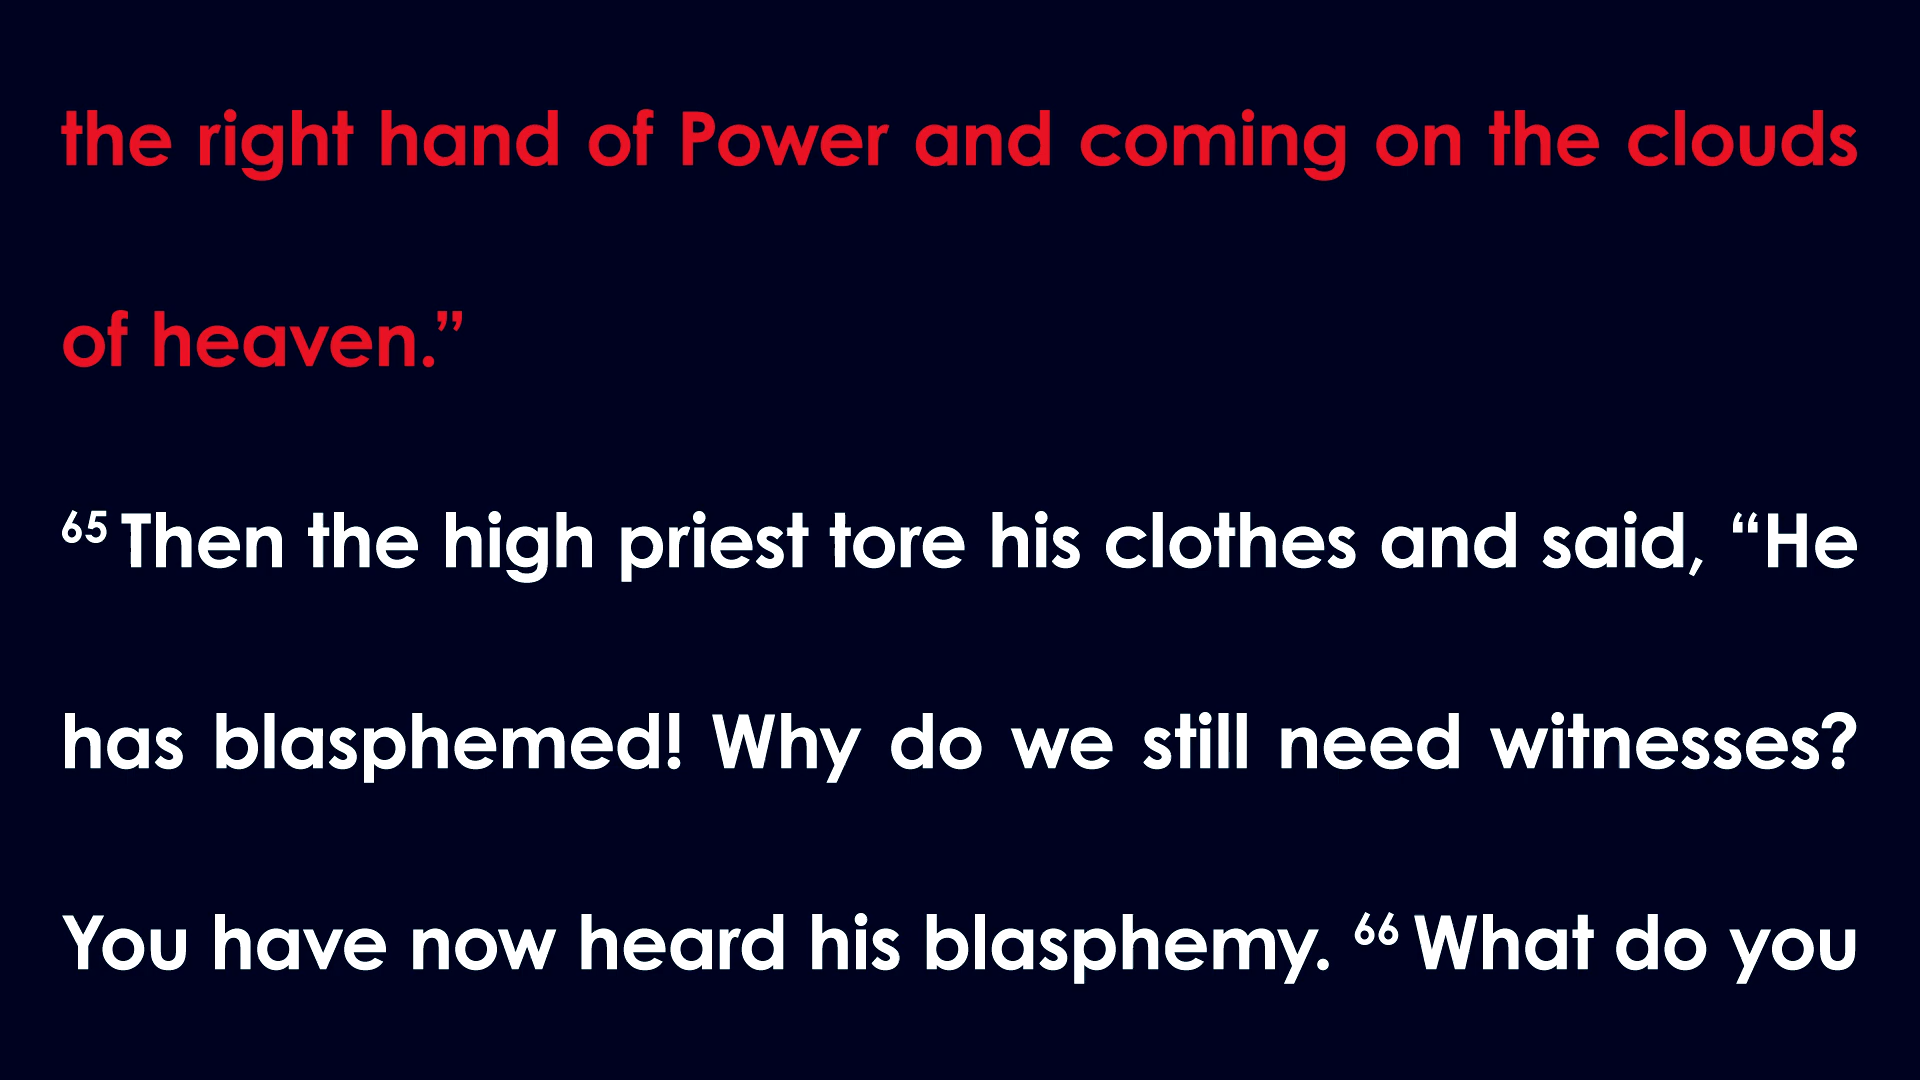 the right hand of Power and coming on the clouds
of heaven.”
65 Then the high priest tore his clothes and said, “He
has blasphemed! Why do we still need witnesses?
You have now heard his blasphemy. 66 What do you